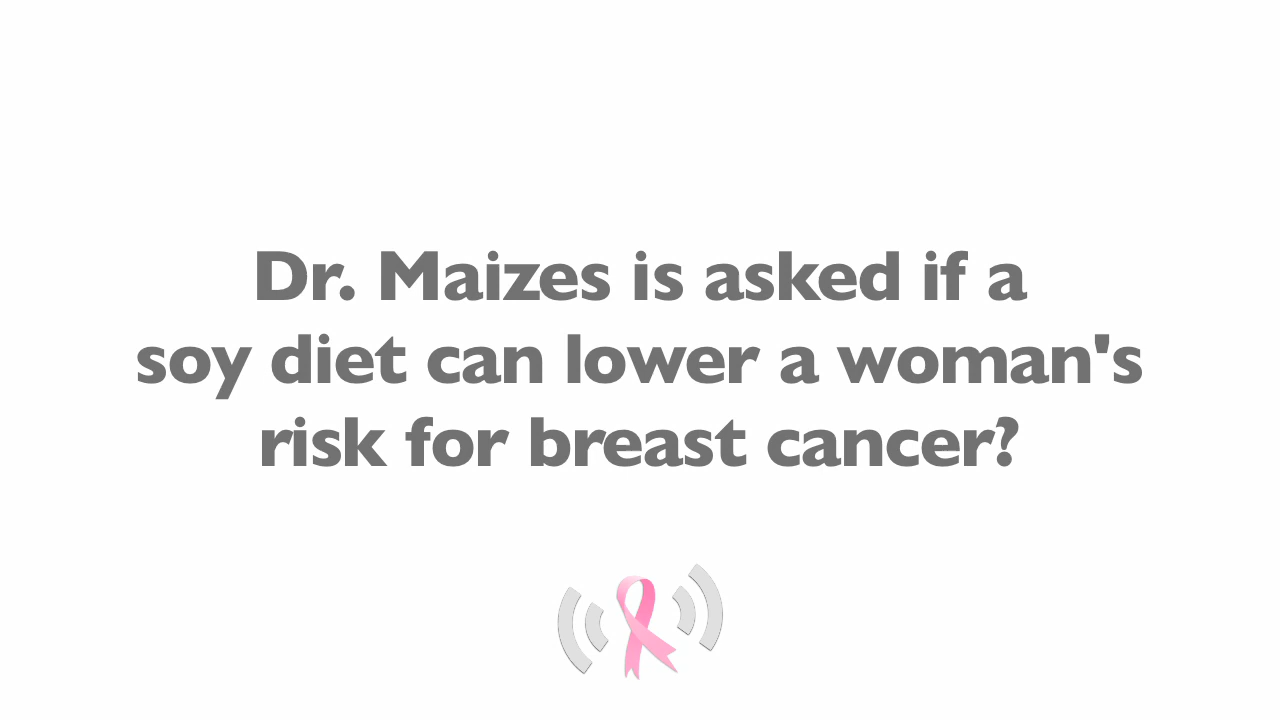 Dr. Maizes is asked if a
soy diet can lower a woman's
risk for breast cancer?